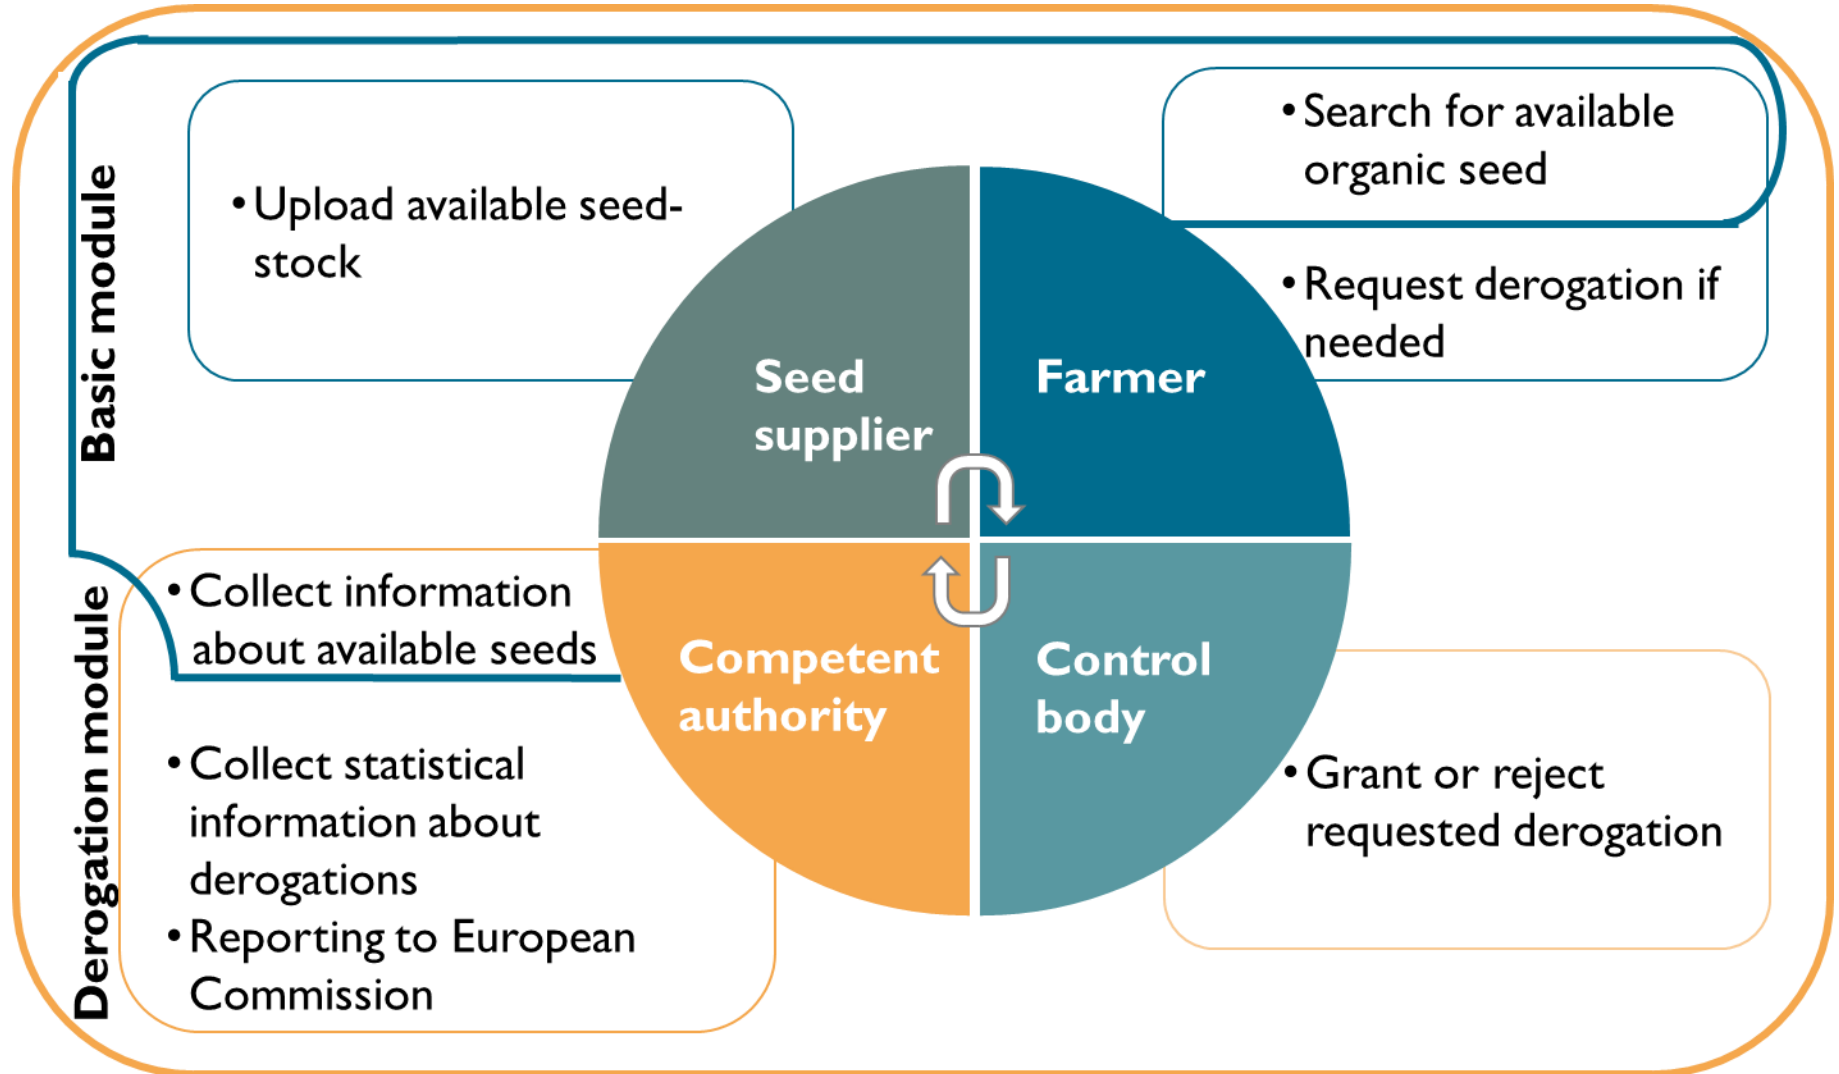 Basic module
• Upload available seed-
stock
• Search for available
organic seed
• Request derogation if
needed
Seed
supplier
Farmer
Derogation module
• Collect information
about available seeds
• Collect statistical
information about
derogations
• Reporting to European
Commission
Competent
authority
Control
body
• Grant or reject
requested derogation